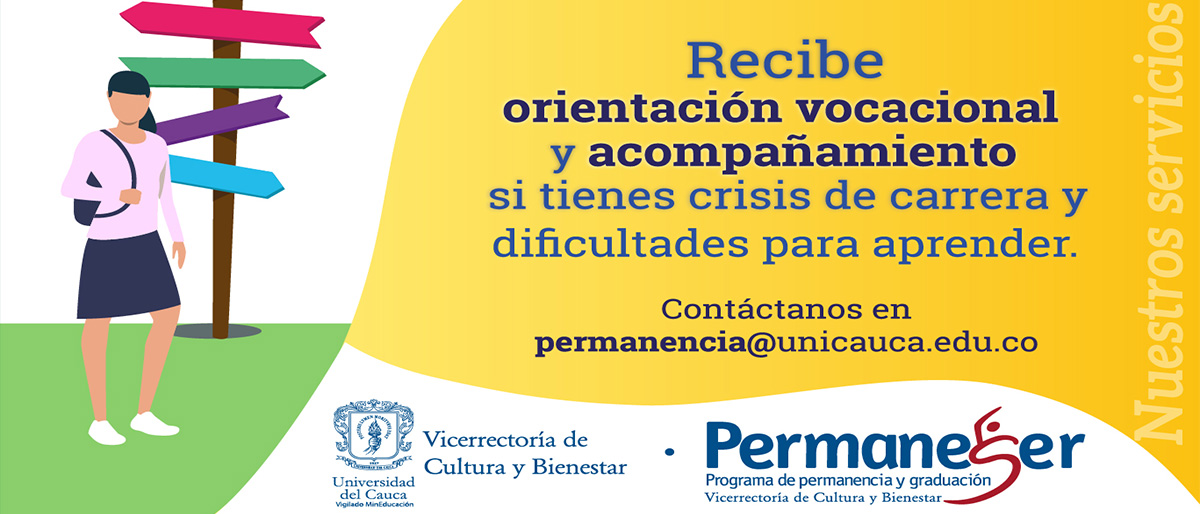 Recibe
orientación vocacional
y acompañamiento
si tienes crisis de carrera y
dificultades para aprender.
Contáctanos en
permanencia@unicauca.edu.co
Nuestros servicios
Universidad
del Cauca
Vigilado MinEducación
Vicerrectoría de
Cultura y Bienestar
PermaneSer
Programa de permanencia y graduación
Vicerrectoría de Cultura y Bienestar